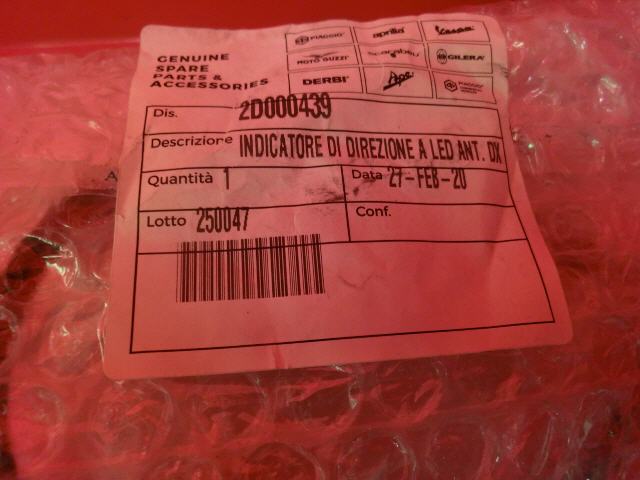 GENUINE
SPARE
PARTS &
ACCESSORIES
PIAGGIO aprilia Vespa
MOTO GUZZI scarabeo GILERA
DERBI Ape PIAGGIO
Dis. 2D000439
Descrizione INDICATORE DI DIREZIONE A LED ANT. DX
Quantità 1 Data 27-FEB-20
Lotto 250047 Conf.